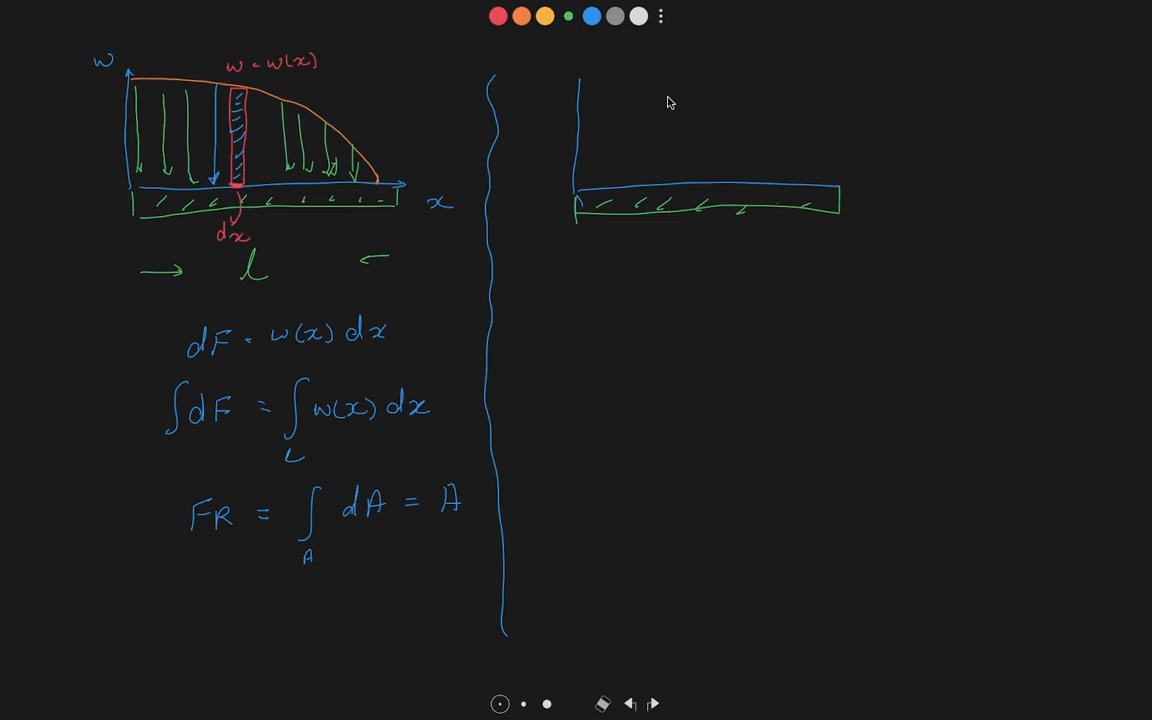 w
w = w(x)
x
dx
L
dF = w(x) dx
∫ dF = ∫ w(x) dx
L
FR = ∫ dA = A
A